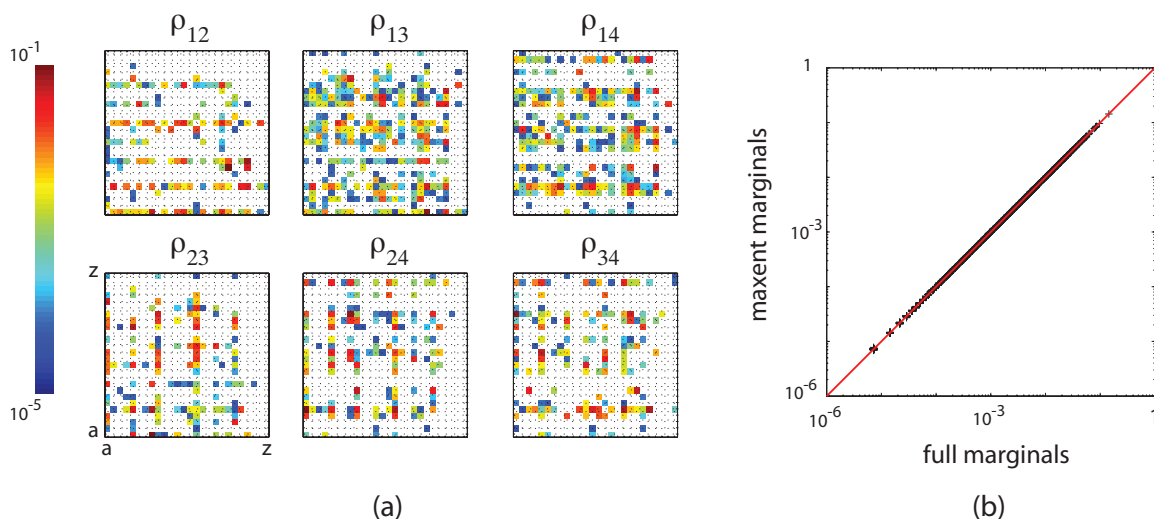 ρ12 ρ13 ρ14
10-1
10-5
ρ23 ρ24 ρ34
z
a
a z
(a)
1
10-3
10-6
10-6 10-3 1
maxent marginals
full marginals
(b)